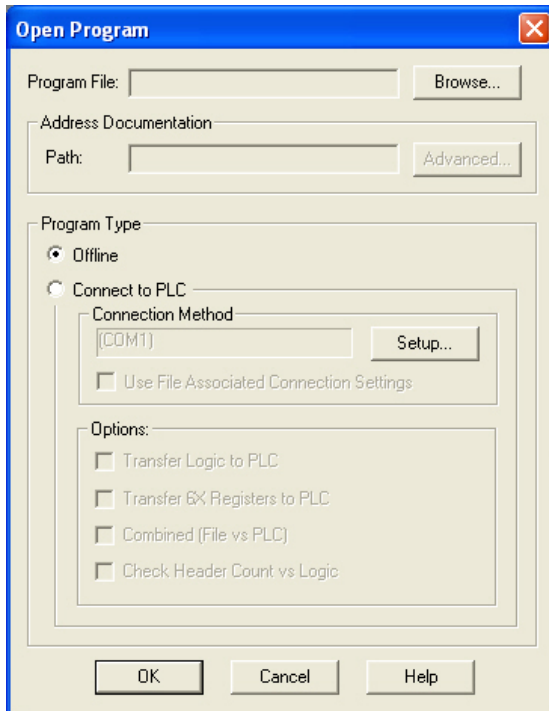 Open Program
Program File: Browse...
Address Documentation
Path: Advanced...
Program Type
Offline
Connect to PLC
Connection Method
(COM1) Setup...
Use File Associated Connection Settings
Options:
Transfer Logic to PLC
Transfer 6X Registers to PLC
Combined (File vs PLC)
Check Header Count vs Logic
OK Cancel Help